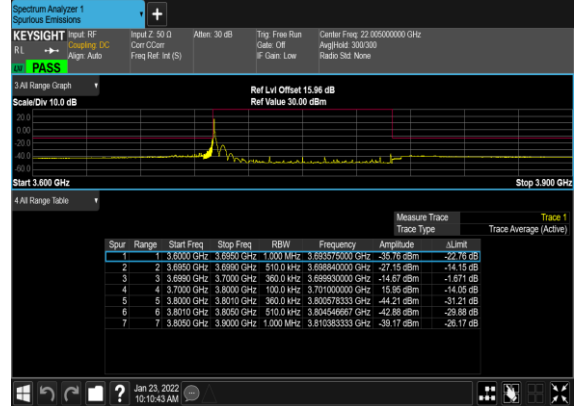 Spectrum Analyzer 1
Spurious Emissions
+
KEYSIGHT Input: RF Input Z: 50 Ω Atten: 30 dB Trig: Free Run Center Freq: 22.005000000 GHz
RL Coupling: DC Corr CCorr Gate: Off Avg|Hold: 300/300
Align: Auto Freq Ref: Int (S) IF Gain: Low Radio Std: None
PASS
3 All Range Graph
Ref Lvl Offset 15.96 dB
Scale/Div 10.0 dB Ref Value 30.00 dBm
20.0
0.00
-20.0
-40.0
-60.0
Start 3.600 GHz Stop 3.900 GHz
4 All Range Table
Measure Trace Trace 1
Trace Type Trace Average (Active)
Spur Range Start Freq Stop Freq RBW Frequency Amplitude ΔLimit
1 1 3.6000 GHz 3.6950 GHz 1.000 MHz 3.693575000 GHz -35.76 dBm -22.76 dB
2 2 3.6950 GHz 3.6990 GHz 510.0 kHz 3.698840000 GHz -27.15 dBm -14.15 dB
3 3 3.6990 GHz 3.7000 GHz 360.0 kHz 3.699930000 GHz -14.67 dBm -1.671 dB
4 4 3.7000 GHz 3.8000 GHz 100.0 kHz 3.701000000 GHz 15.95 dBm -14.05 dB
5 5 3.8000 GHz 3.8010 GHz 360.0 kHz 3.800578333 GHz -44.21 dBm -31.21 dB
6 6 3.8010 GHz 3.8050 GHz 510.0 kHz 3.804546667 GHz -42.88 dBm -29.88 dB
7 7 3.8050 GHz 3.9000 GHz 1.000 MHz 3.810383333 GHz -39.17 dBm -26.17 dB
? Jan 23, 2022
10:10:43 AM